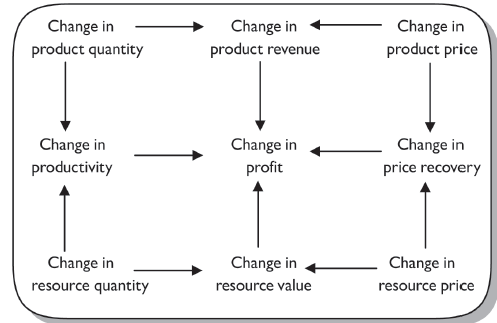 Change in
product quantity
Change in
product revenue
Change in
product price
Change in
productivity
Change in
profit
Change in
price recovery
Change in
resource quantity
Change in
resource value
Change in
resource price